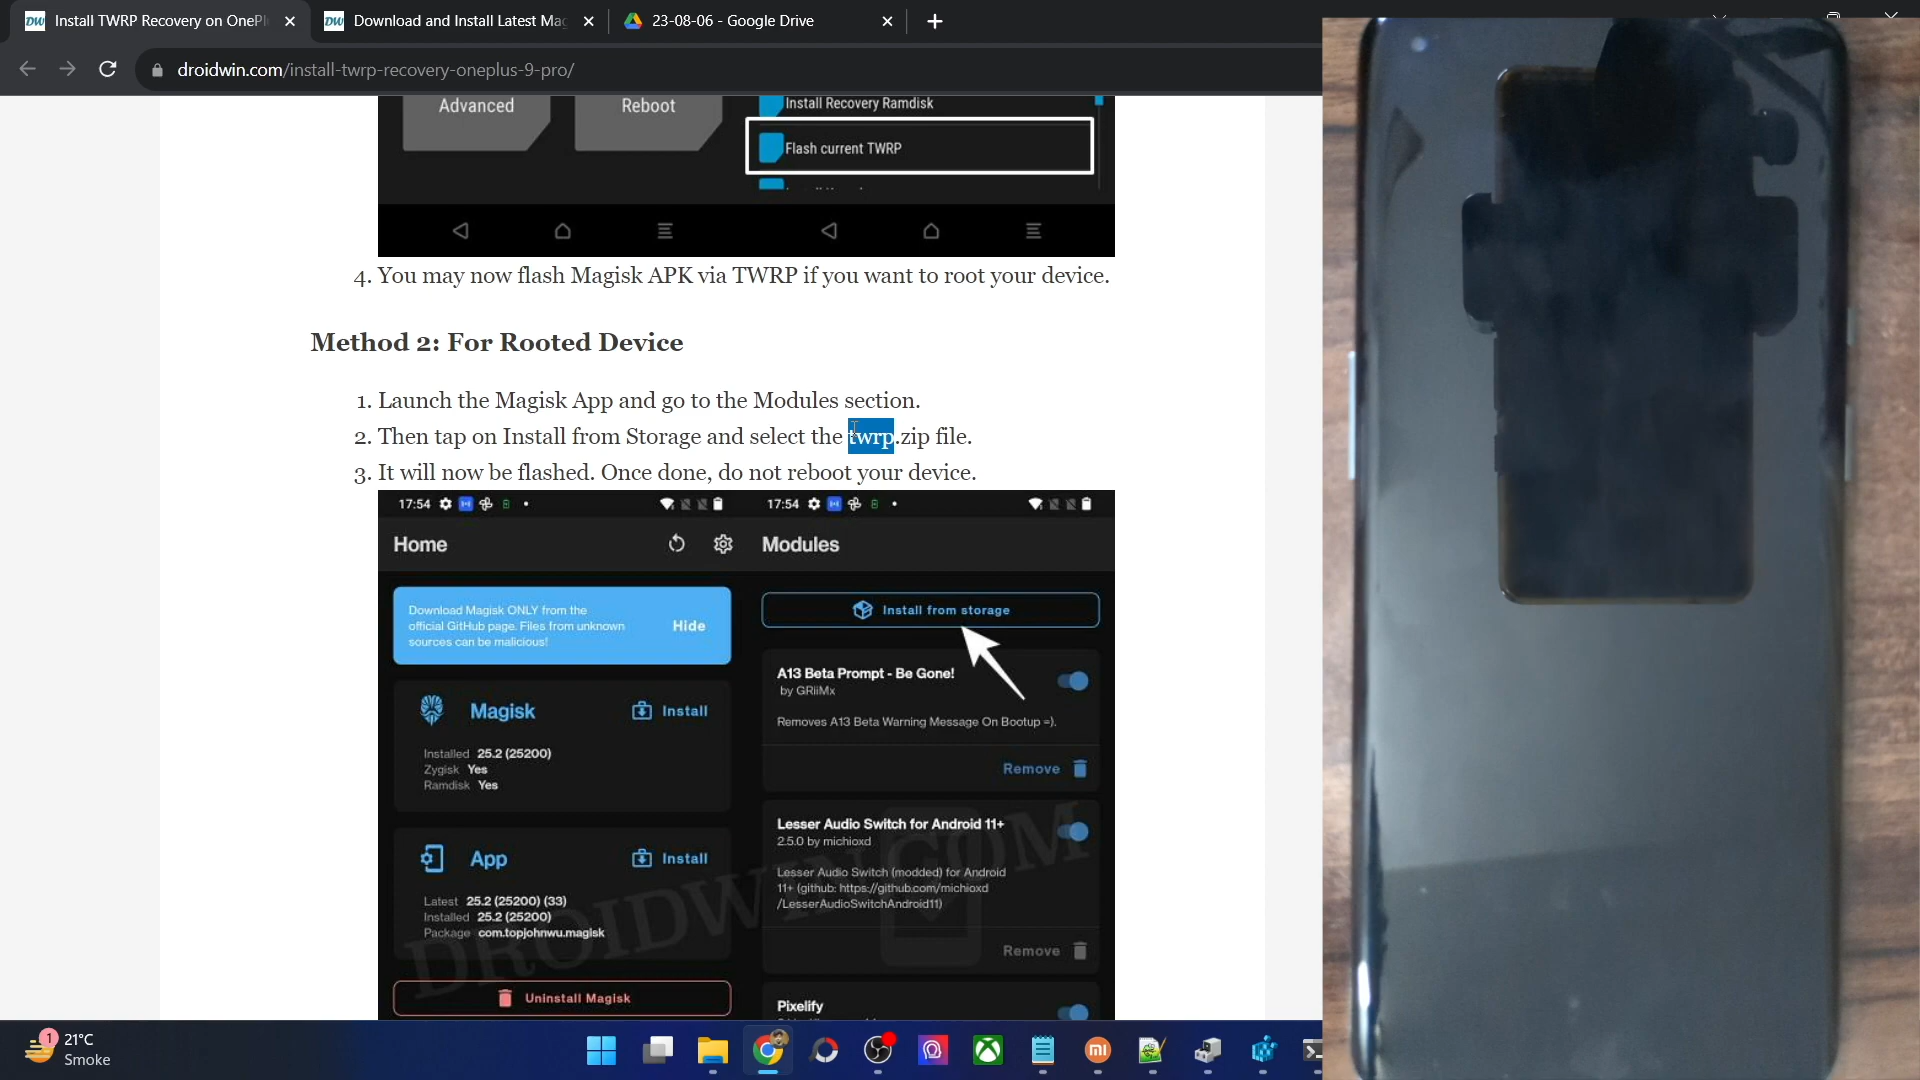 Install TWRP Recovery on OnePl
Download and Install Latest Mag
23-08-06 - Google Drive
droidwin.com/install-twrp-recovery-oneplus-9-pro/
Advanced
Reboot
Install Recovery Ramdisk
Flash current TWRP
4. You may now flash Magisk APK via TWRP if you want to root your device.
Method 2: For Rooted Device
1. Launch the Magisk App and go to the Modules section.
2. Then tap on Install from Storage and select the twrp.zip file.
3. It will now be flashed. Once done, do not reboot your device.
17:54
17:54
Home
Modules
Download Magisk ONLY from the
official GitHub page. Files from unknown
sources can be malicious!
Hide
Install from storage
Magisk
Install
Installed 25.2 (25200)
Zygisk Yes
Ramdisk Yes
A13 Beta Prompt - Be Gone!
by GRiiMx
Removes A13 Beta Warning Message On Bootup =).
Remove
App
Install
Latest 25.2 (25200) (33)
Installed 25.2 (25200)
Package com.topjohnwu.magisk
Lesser Audio Switch for Android 11+
2.5.0 by michioxd
Lesser Audio Switch (modded) for Android
11+ (github: https://github.com/michioxd
/LesserAudioSwitchAndroid11)
Remove
Uninstall Magisk
Pixelify
DROIDWIN.COM
1
21°C
Smoke